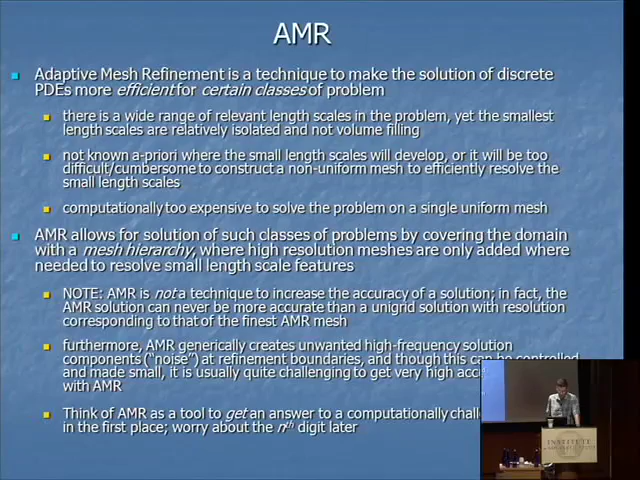 AMR
Adaptive Mesh Refinement is a technique to make the solution of discrete
PDEs more efficient for certain classes of problem
there is a wide range of relevant length scales in the problem, yet the smallest
length scales are relatively isolated and not volume filling
not known a-priori where the small length scales will develop, or it will be too
difficult/cumbersome to construct a non-uniform mesh to efficiently resolve the
small length scales
computationally too expensive to solve the problem on a single uniform mesh
AMR allows for solution of such classes of problems by covering the domain
with a mesh hierarchy, where high resolution meshes are only added where
needed to resolve small length scale features
NOTE: AMR is not a technique to increase the accuracy of a solution; in fact, the
AMR solution can never be more accurate than a unigrid solution with resolution
corresponding to that of the finest AMR mesh
furthermore, AMR generically creates unwanted high-frequency solution
components ("noise") at refinement boundaries, and though this can be controlled
and made small, it is usually quite challenging to get very high
with AMR
Think of AMR as a tool to get an answer to a computationally
in the first place; worry about the nth digit later
INSTITUTE